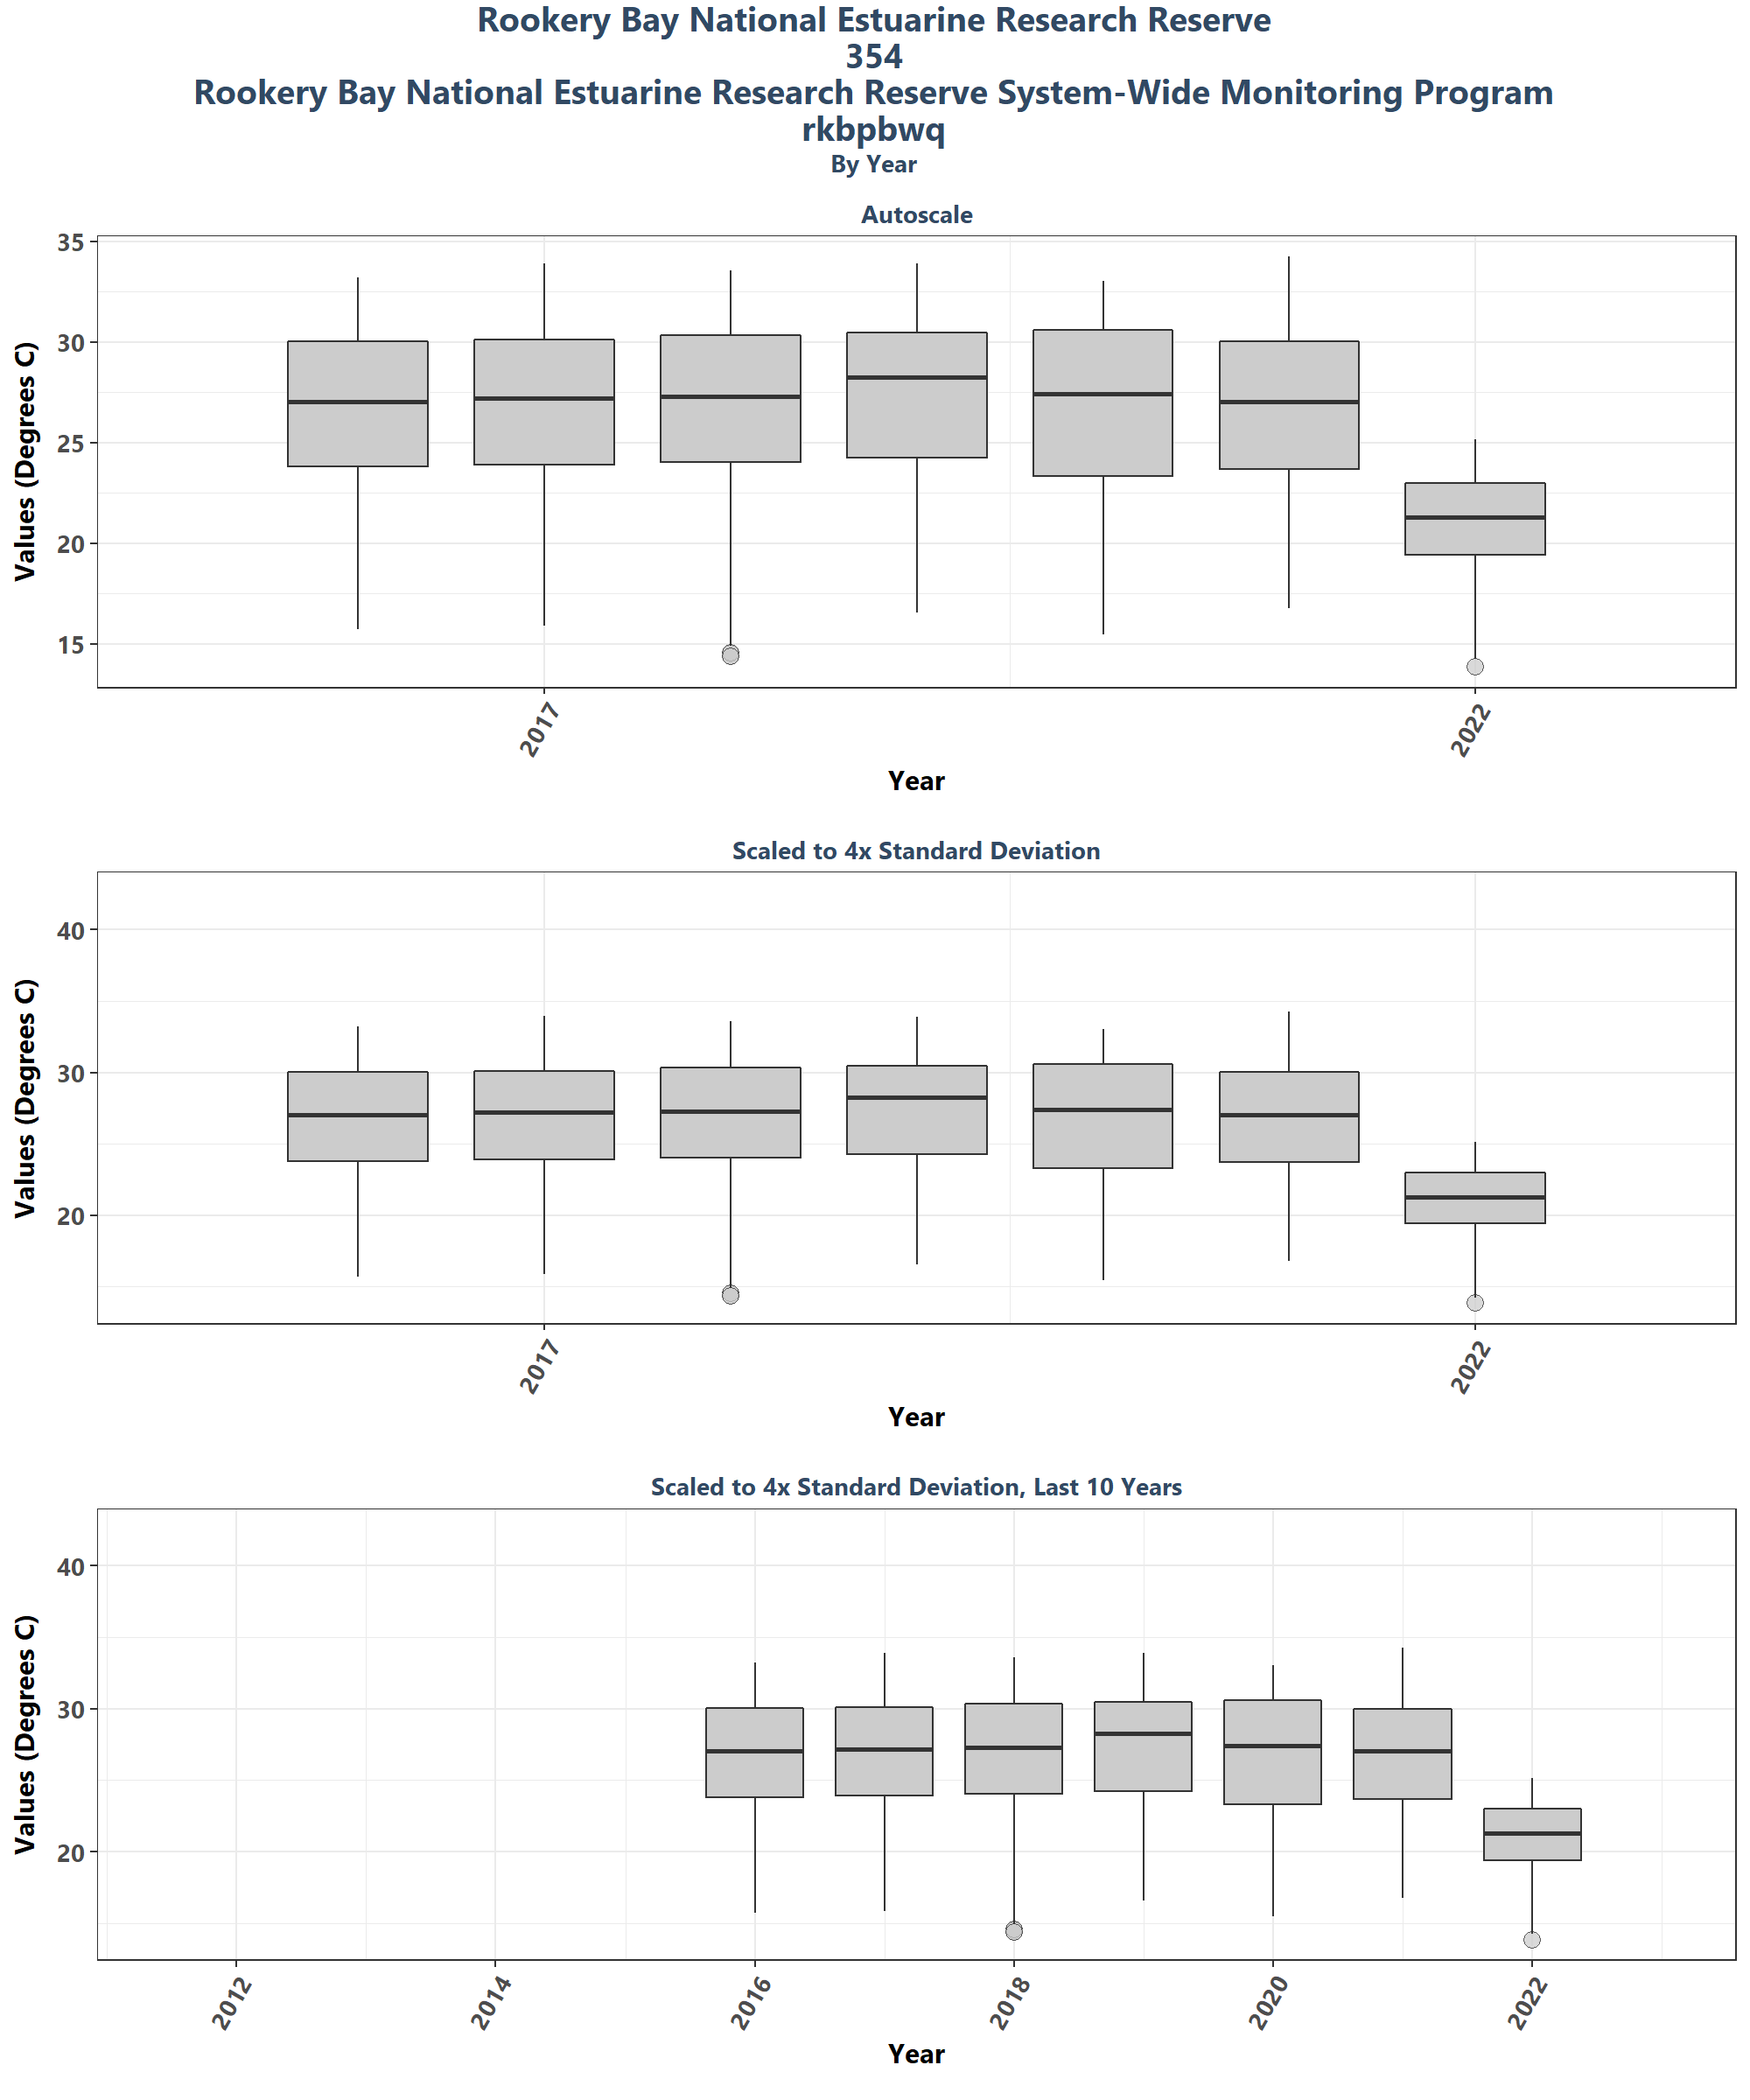 Rookery Bay National Estuarine Research Reserve
354
Rookery Bay National Estuarine Research Reserve System-Wide Monitoring Program
rkbpbwq
By Year
Autoscale
Values (Degrees C)
35
30
25
20
15
2017
2022
Year
Scaled to 4x Standard Deviation
Values (Degrees C)
40
30
20
2017
2022
Year
Scaled to 4x Standard Deviation, Last 10 Years
Values (Degrees C)
40
30
20
2012
2014
2016
2018
2020
2022
Year